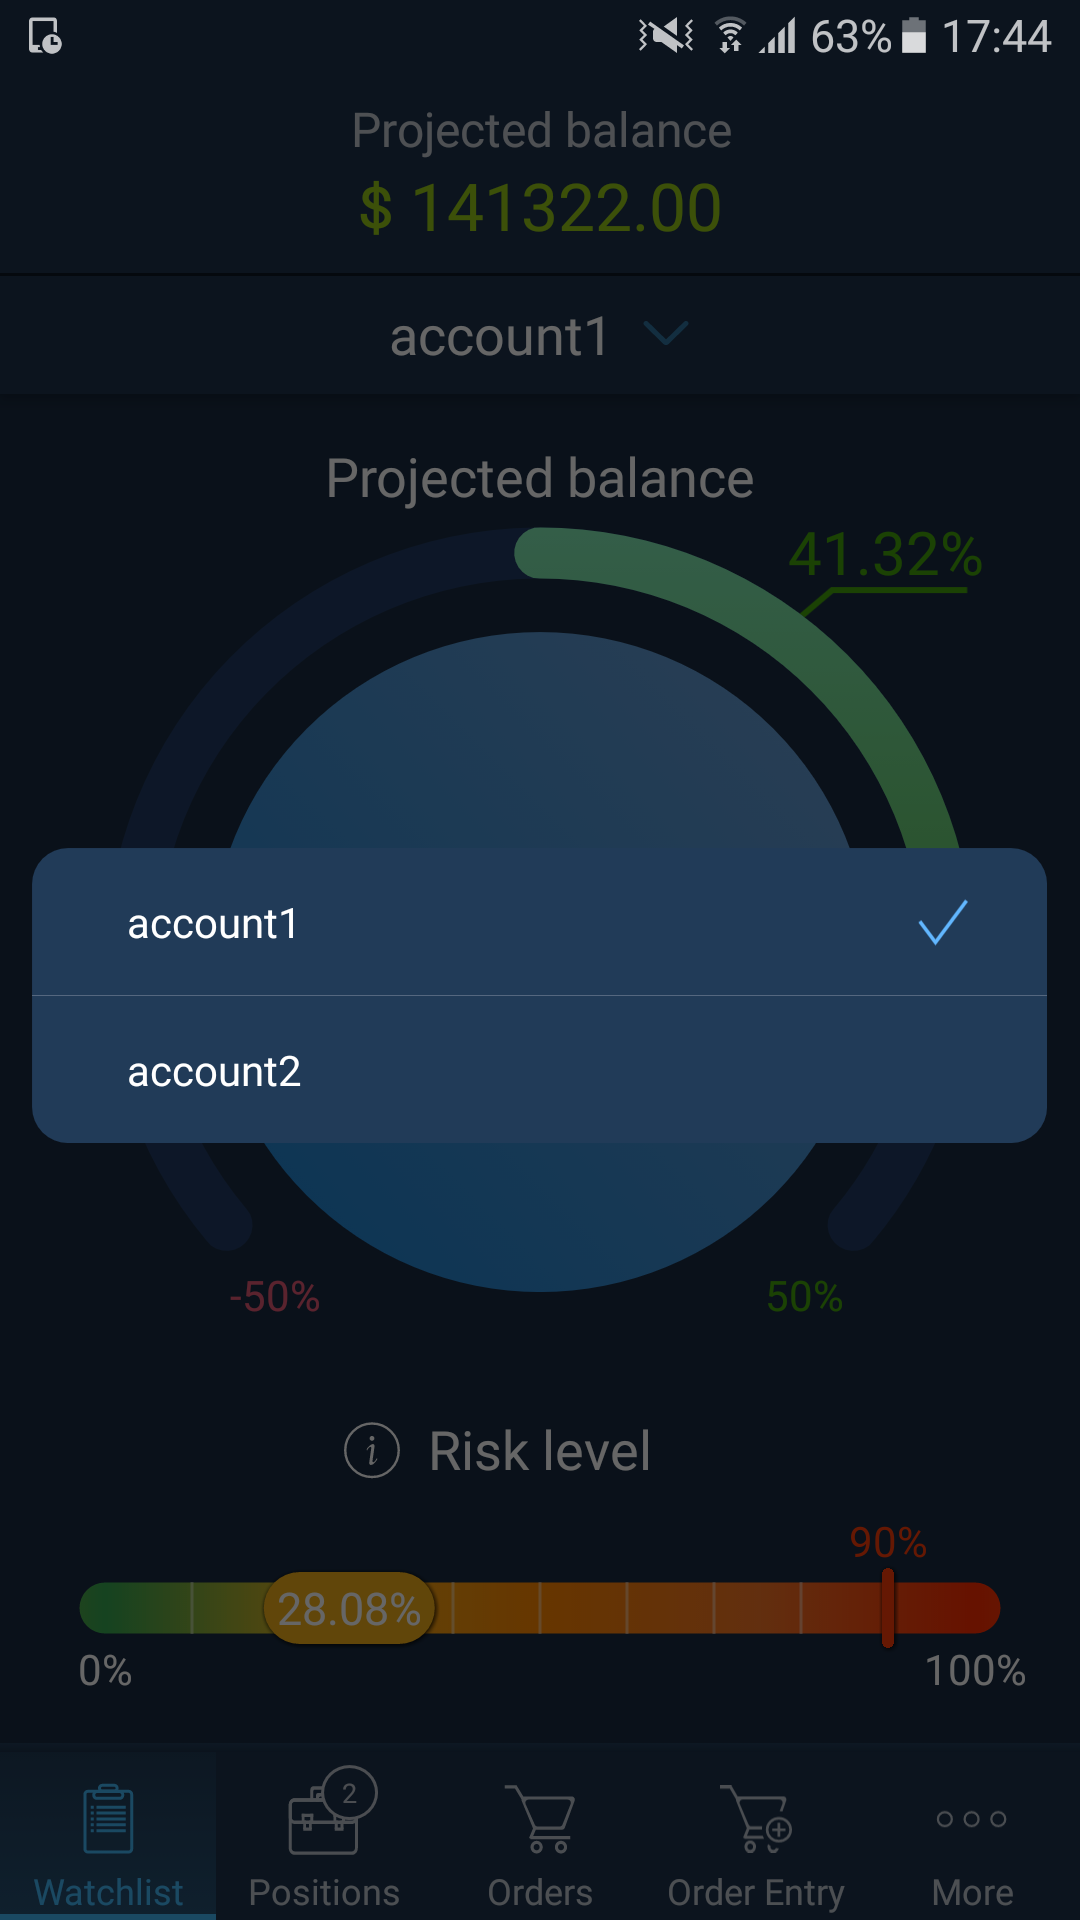 63% 17:44
Projected balance
$ 141322.00
account1
Projected balance
41.32%
account1
account2
-50% 50%
i Risk level
90%
28.08%
0% 100%
2
Watchlist Positions Orders Order Entry More